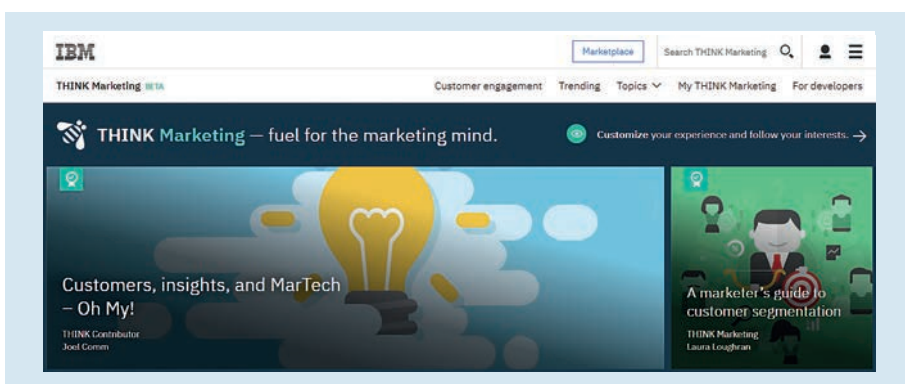 IBM
Marketplace
Search THINK Marketing
THINK Marketing BETA
Customer engagement Trending Topics My THINK Marketing For developers
THINK Marketing — fuel for the marketing mind.
Customize your experience and follow your interests. →
Customers, insights, and MarTech
– Oh My!
THINK Contributor
Joel Comm
A marketer's guide to
customer segmentation
THINK Marketing
Laura Loughran